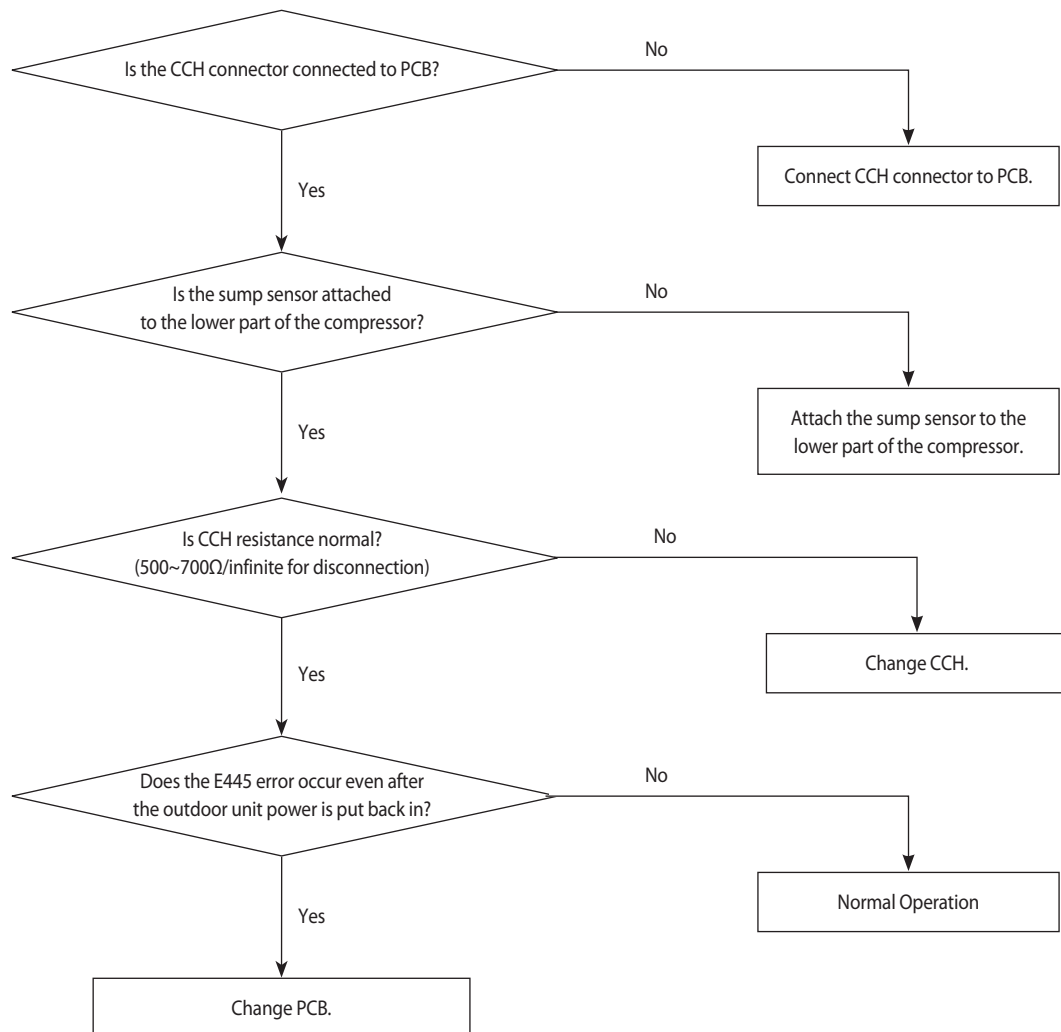 Is the CCH connector connected to PCB?
No
Connect CCH connector to PCB.
Yes
Is the sump sensor attached
to the lower part of the compressor?
No
Attach the sump sensor to the
lower part of the compressor.
Yes
Is CCH resistance normal?
(500~700Ω/infinite for disconnection)
No
Change CCH.
Yes
Does the E445 error occur even after
the outdoor unit power is put back in?
No
Normal Operation
Yes
Change PCB.